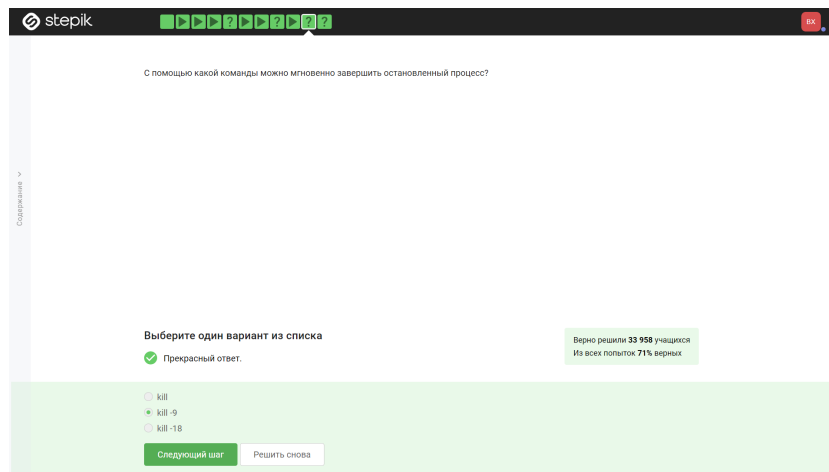 stepik
? ? ? ?
BX
С помощью какой команды можно мгновенно завершить остановленный процесс?
Содержание
Выберите один вариант из списка
Прекрасный ответ.
Верно решили 33 958 учащихся
Из всех попыток 71% верных
kill
kill -9
kill -18
Следующий шаг
Решить снова